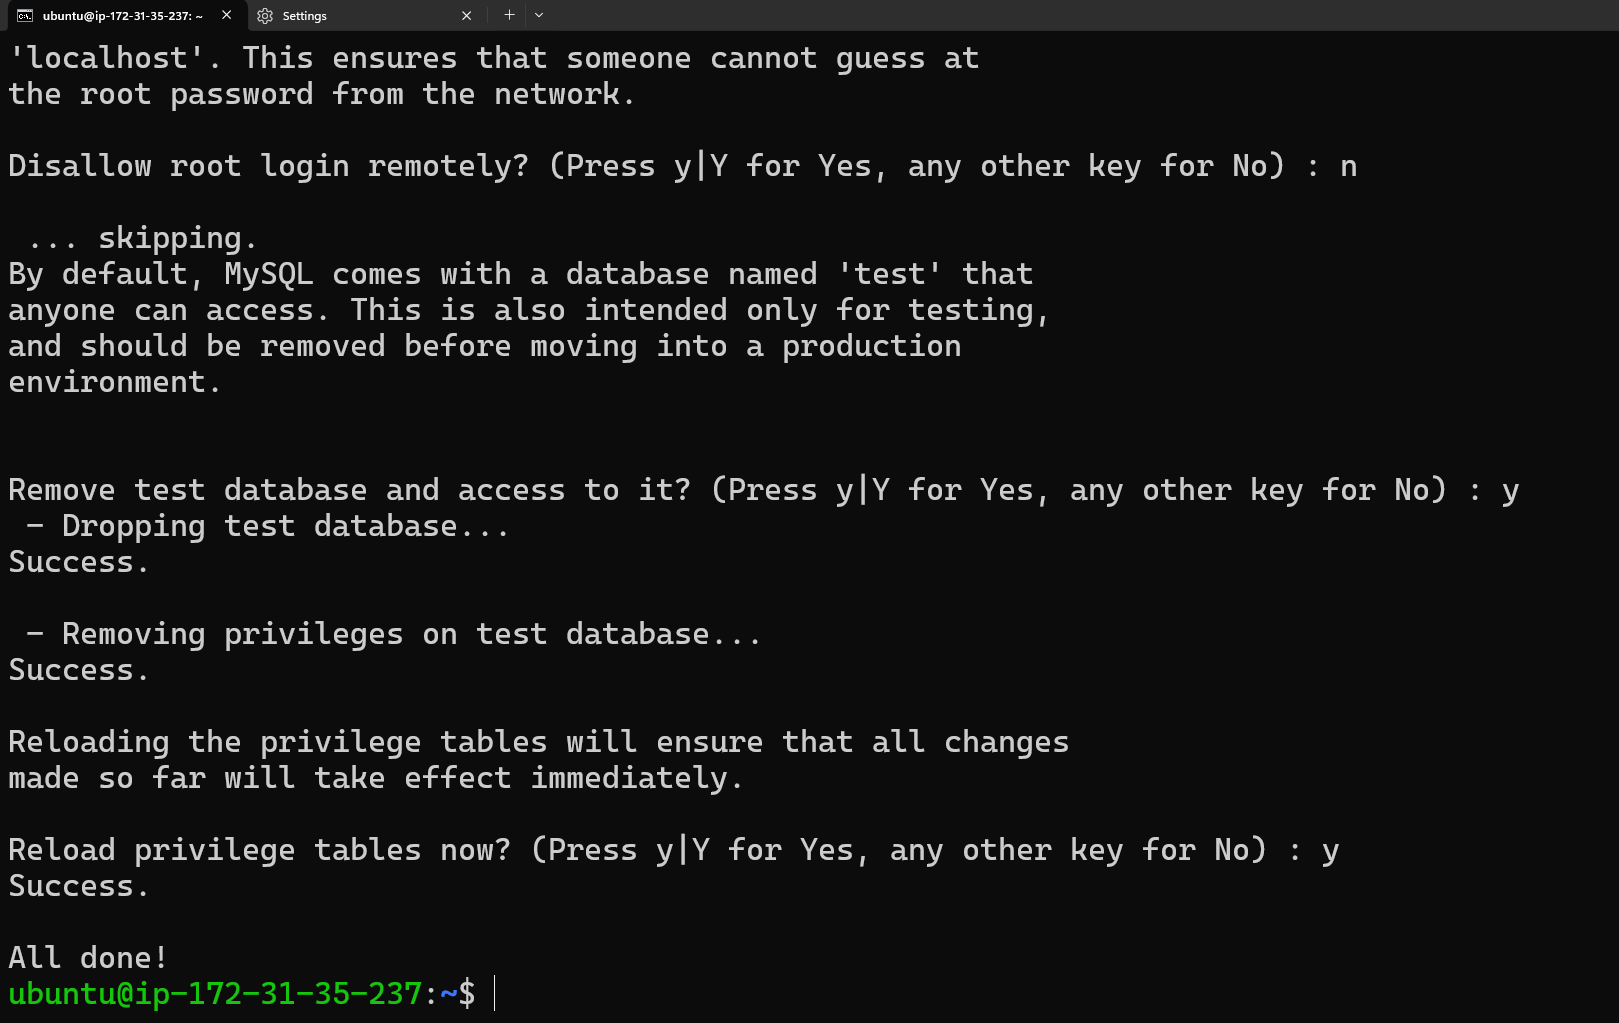 ubuntu@ip-172-31-35-237: ~
Settings
'localhost'. This ensures that someone cannot guess at
the root password from the network.
Disallow root login remotely? (Press y|Y for Yes, any other key for No) : n
... skipping.
By default, MySQL comes with a database named 'test' that
anyone can access. This is also intended only for testing,
and should be removed before moving into a production
environment.
Remove test database and access to it? (Press y|Y for Yes, any other key for No) : y
- Dropping test database...
Success.
- Removing privileges on test database...
Success.
Reloading the privilege tables will ensure that all changes
made so far will take effect immediately.
Reload privilege tables now? (Press y|Y for Yes, any other key for No) : y
Success.
All done!
ubuntu@ip-172-31-35-237:~$